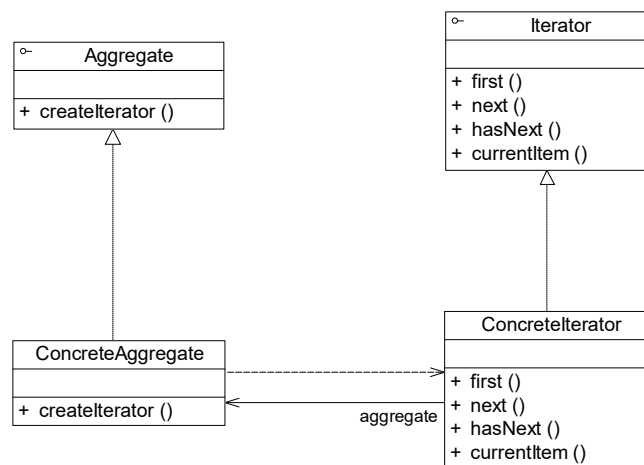 Aggregate
+ createIterator ()
Iterator
+ first ()
+ next ()
+ hasNext ()
+ currentItem ()
ConcreteAggregate
+ createIterator ()
aggregate
ConcreteIterator
+ first ()
+ next ()
+ hasNext ()
+ currentItem ()